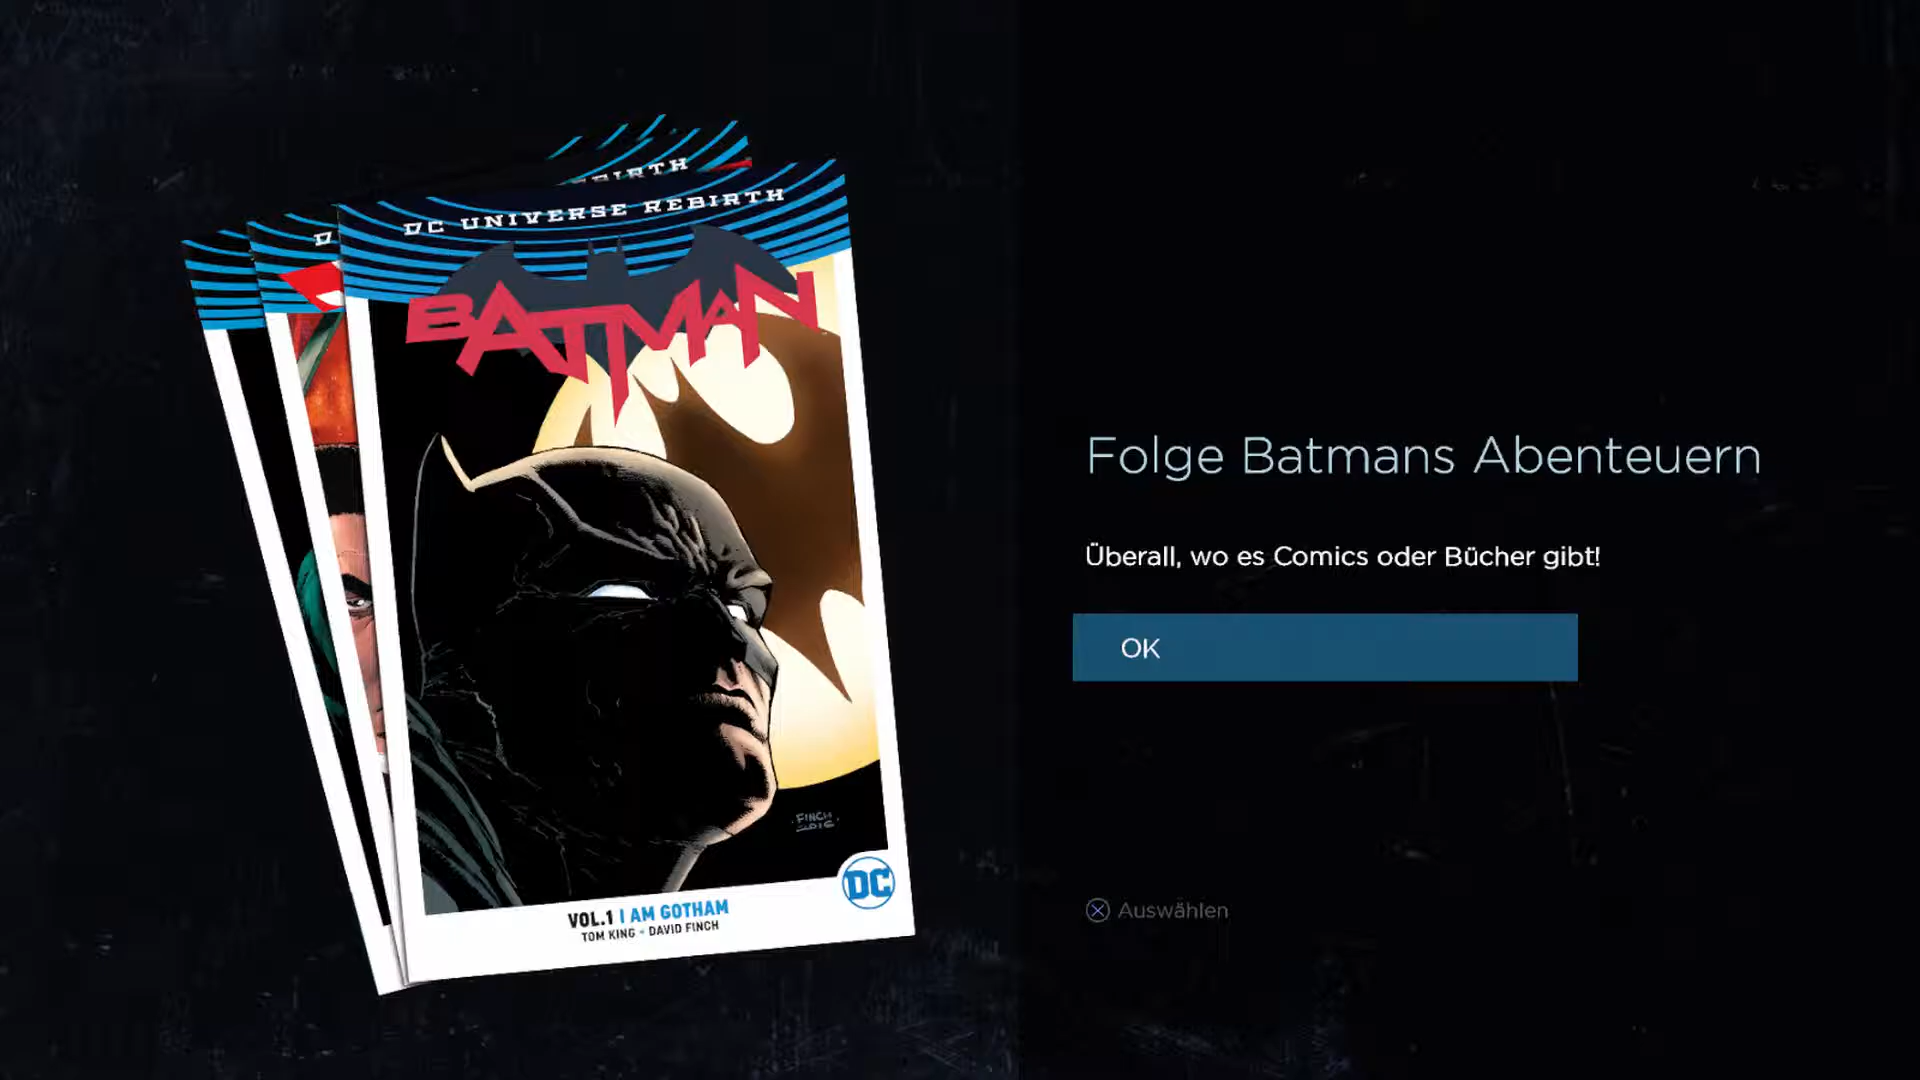 EBIRTH
D
DC UNIVERSE REBIRTH
BATMAN
FINCH
2016
VOL.1 I AM GOTHAM
TOM KING - DAVID FINCH
DC
Folge Batmans Abenteuern
Überall, wo es Comics oder Bücher gibt!
OK
Auswählen